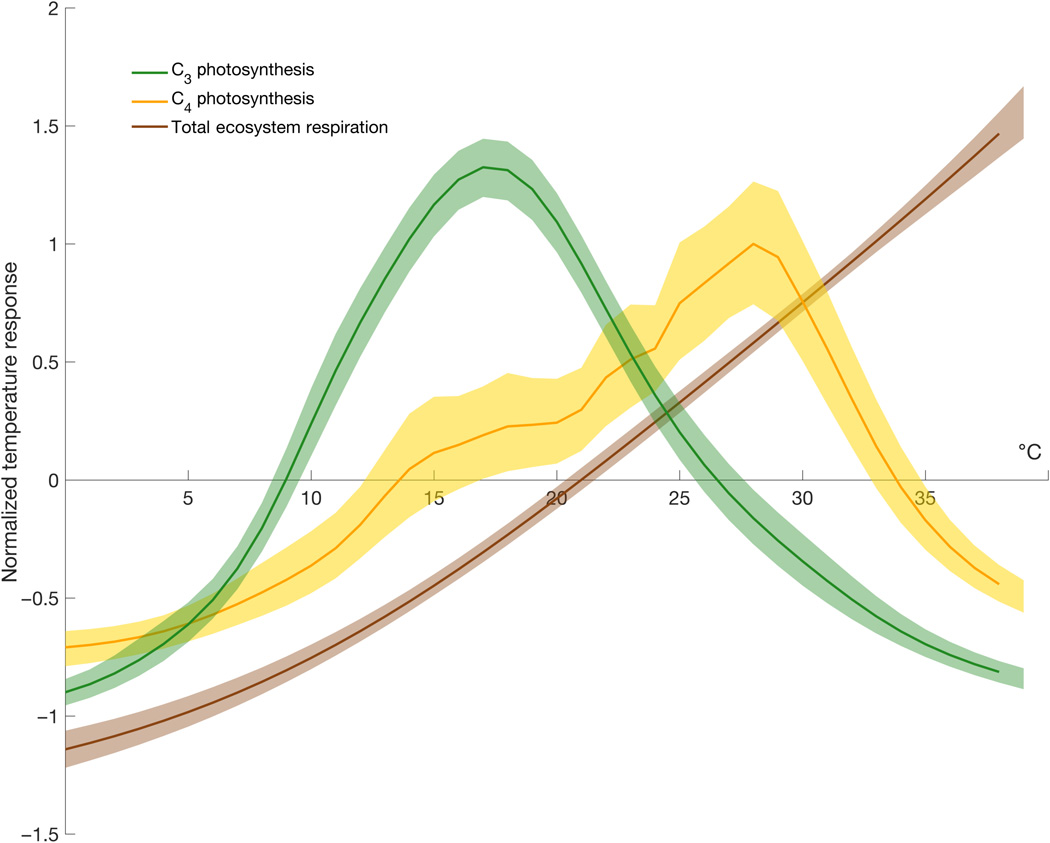 2
C3 photosynthesis
C4 photosynthesis
Total ecosystem respiration
1.5
1
0.5
0
−0.5
−1
−1.5
Normalized temperature response
5 10 15 20 25 30 35
°C